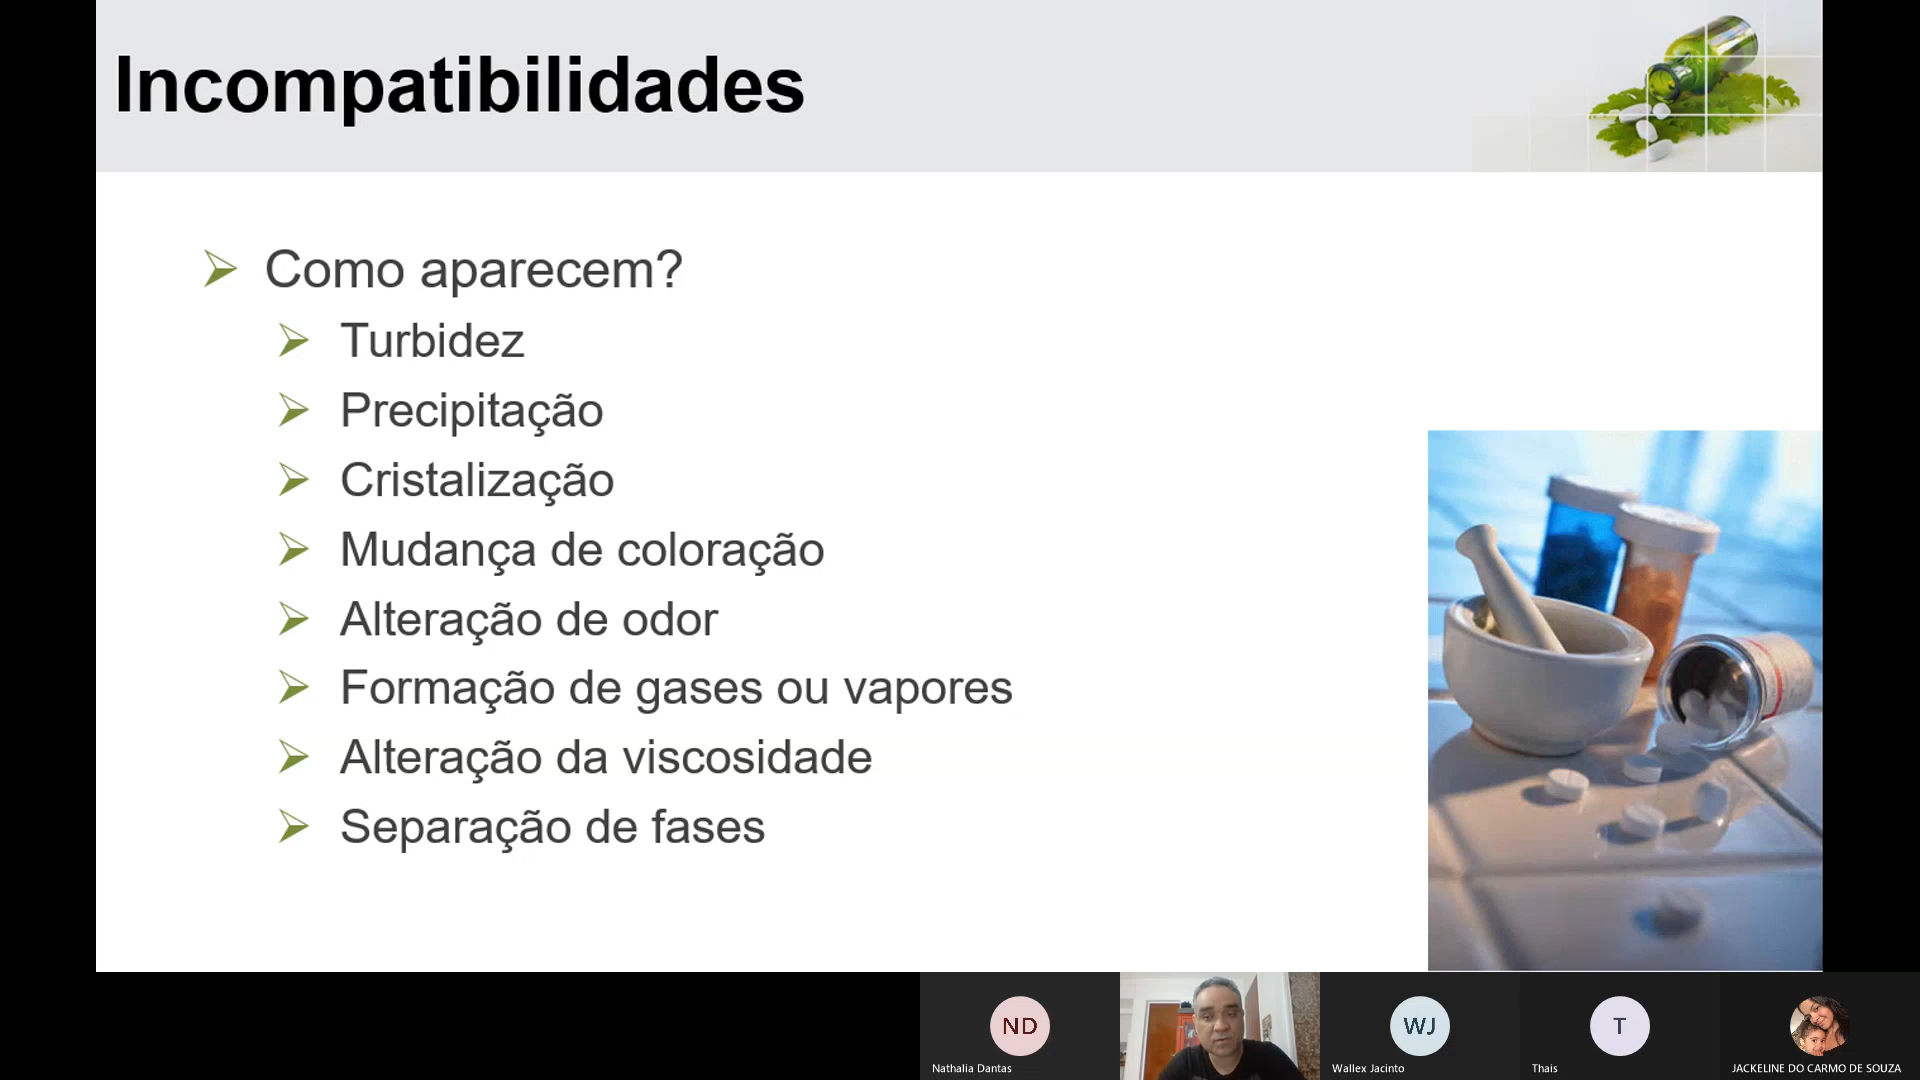 Incompatibilidades
Como aparecem?
Turbidez
Precipitação
Cristalização
Mudança de coloração
Alteração de odor
Formação de gases ou vapores
Alteração da viscosidade
Separação de fases
ND
WJ
T
Nathalia Dantas
Wallex Jacinto
Thais
JACKELINE DO CARMO DE SOUZA